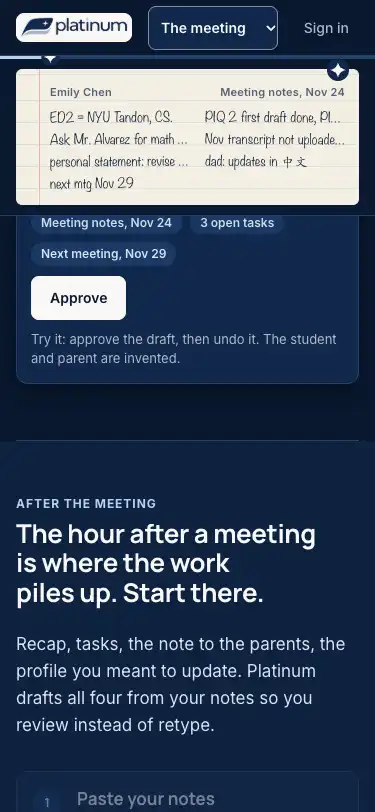 platinum
The meeting
Sign in
Emily Chen
Meeting notes, Nov 24
ED2 = NYU Tandon, CS.
Ask Mr. Alvarez for math ...
personal statement: revise ...
next mtg Nov 29
PIQ 2 first draft done, PI...
Nov transcript not uploade...
dad: updates in 中文
Meeting notes, Nov 24
3 open tasks
Next meeting, Nov 29
Approve
Try it: approve the draft, then undo it. The student
and parent are invented.
AFTER THE MEETING
The hour after a meeting
is where the work
piles up. Start there.
Recap, tasks, the note to the parents, the
profile you meant to update. Platinum
drafts all four from your notes so you
review instead of retype.
1
Paste your notes